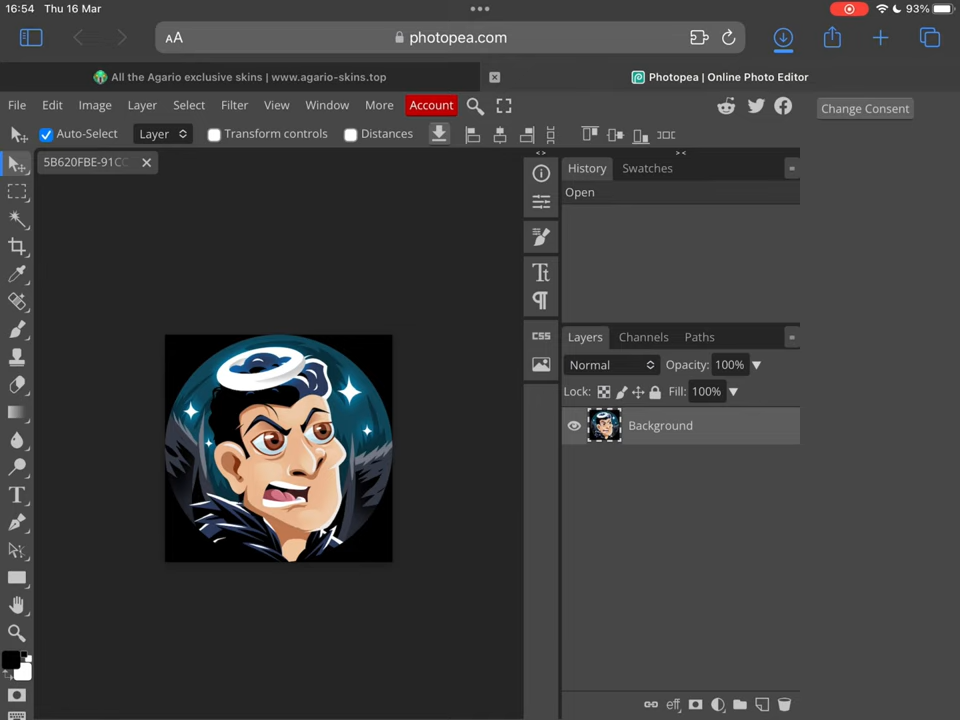 16:54 Thu 16 Mar 93%
AA photopea.com
All the Agario exclusive skins | www.agario-skins.top
Photopea | Online Photo Editor
File Edit Image Layer Select Filter View Window More Account
Change Consent
Auto-Select Layer Transform controls Distances
5B620FBE-91CC
History Swatches
Open
CSS
Layers Channels Paths
Normal Opacity: 100%
Lock: Fill: 100%
Background
eff